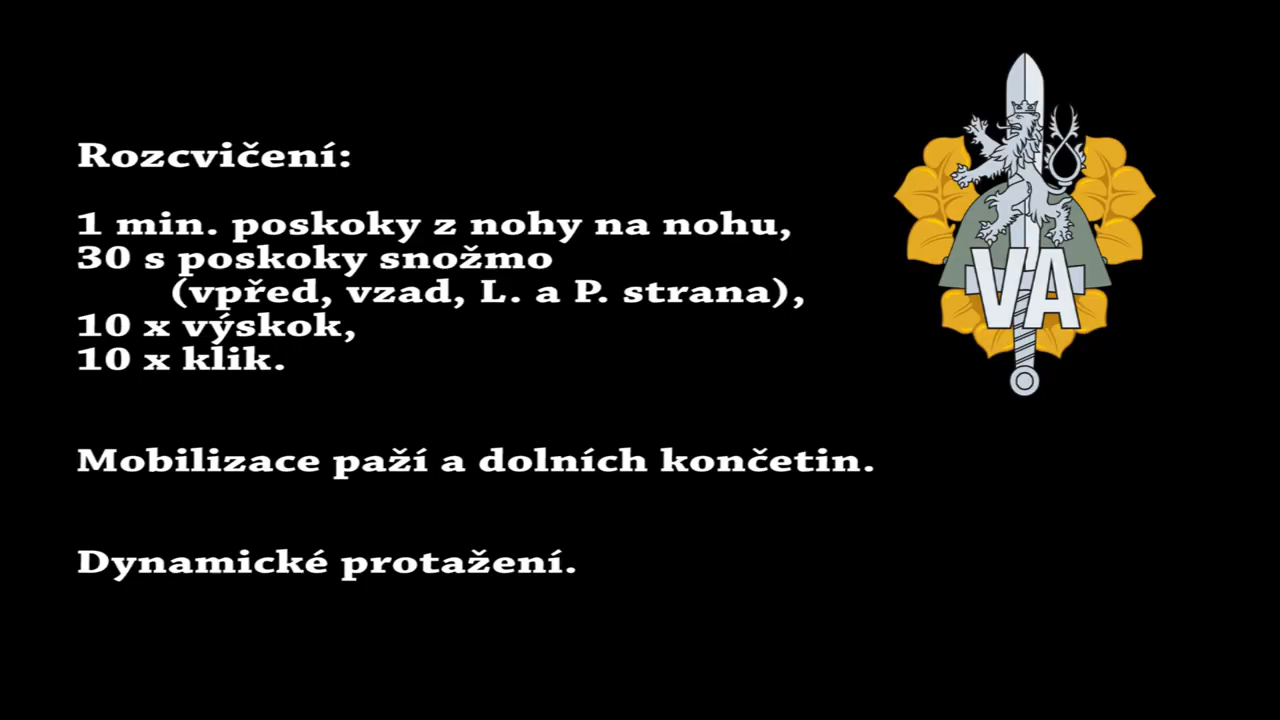 Rozcvičení:
1 min. poskoky z nohy na nohu,
30 s poskoky snožmo
(vpřed, vzad, L. a P. strana),
10 x výskok,
10 x klik.
Mobilizace paží a dolních končetin.
Dynamické protažení.
VA